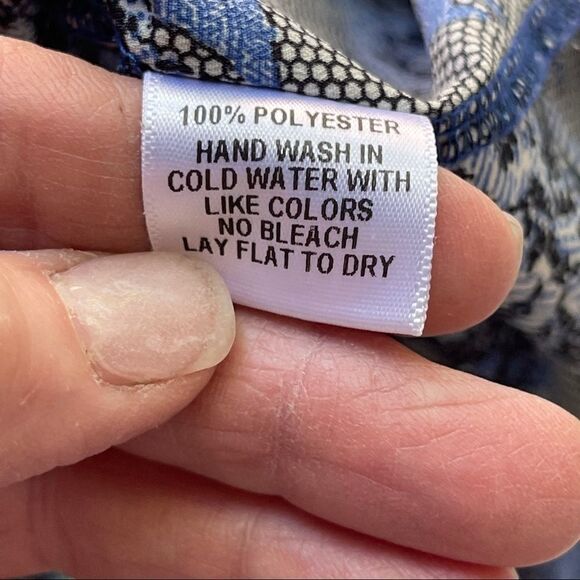 100% POLYESTER
HAND WASH IN
COLD WATER WITH
LIKE COLORS
NO BLEACH
LAY FLAT TO DRY